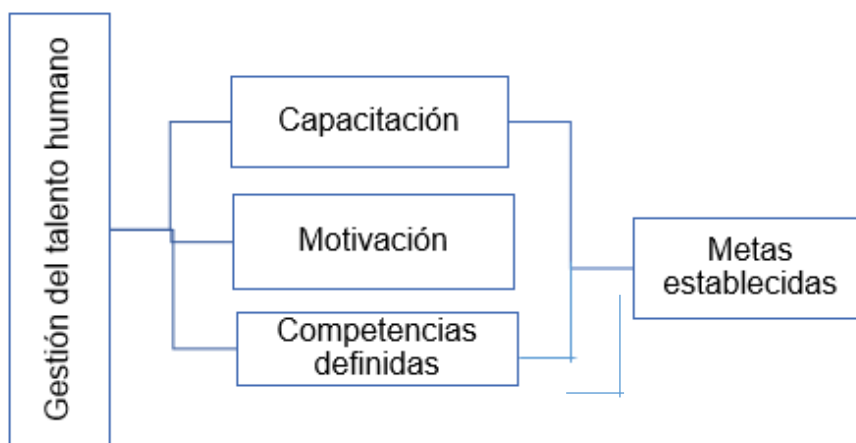 Gestión del talento humano
Capacitación
Motivación
Competencias
definidas
Metas
establecidas